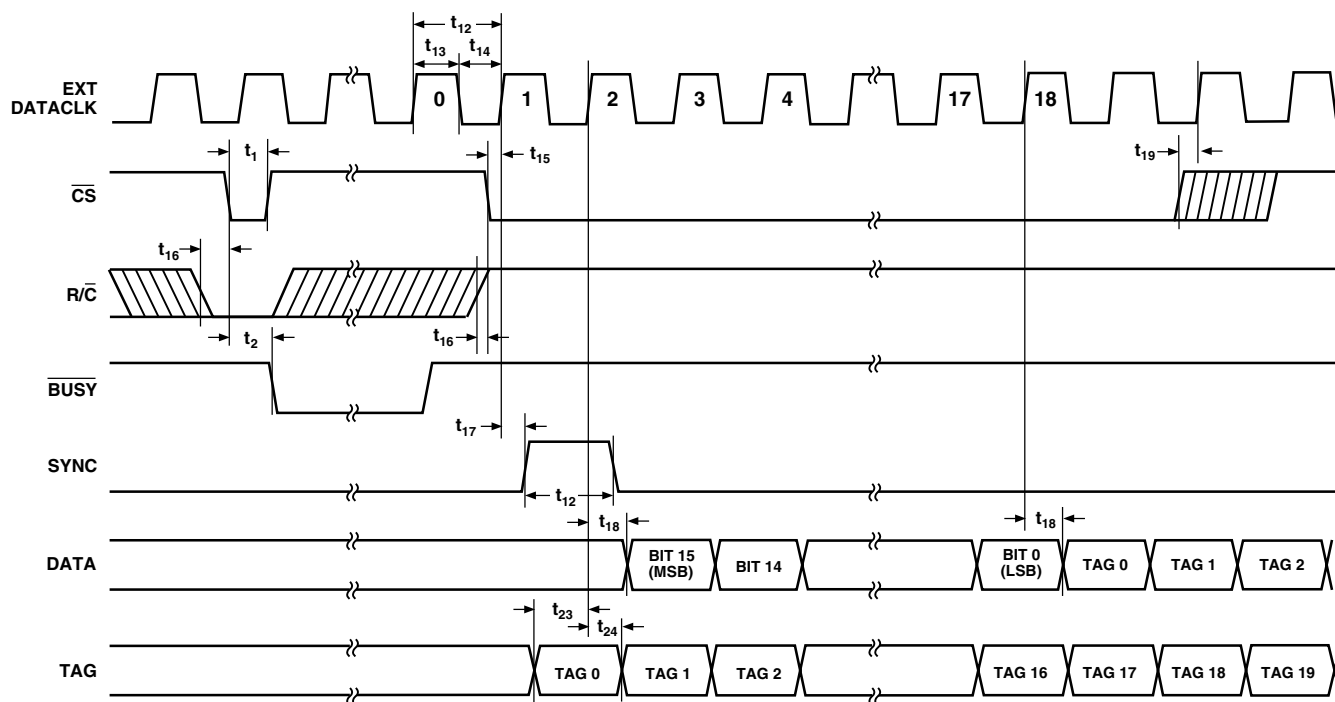 t12
t13 t14
EXT DATACLK
0 1 2 3 4 17 18
t1 t15 t19
CS
t16
R/C
t2 t16
BUSY
t17
SYNC
t12
t18 t18
DATA
BIT 15 (MSB) BIT 14 BIT 0 (LSB) TAG 0 TAG 1 TAG 2
t23
t24
TAG
TAG 0 TAG 1 TAG 2 TAG 16 TAG 17 TAG 18 TAG 19